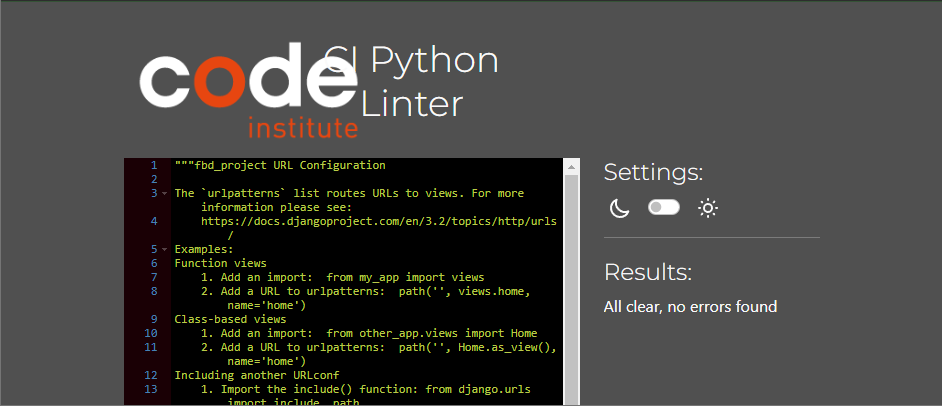 code
institute
CI Python
Linter
1 """fbd_project URL Configuration
2
3 The `urlpatterns` list routes URLs to views. For more
information please see:
4 https://docs.djangoproject.com/en/3.2/topics/http/urls
/
5 Examples:
6 Function views
7 1. Add an import:  from my_app import views
8 2. Add a URL to urlpatterns:  path('', views.home,
name='home')
9 Class-based views
10 1. Add an import:  from other_app.views import Home
11 2. Add a URL to urlpatterns:  path('', Home.as_view(),
name='home')
12 Including another URLconf
13 1. Import the include() function: from django.urls
import include, path
Settings:
Results:
All clear, no errors found